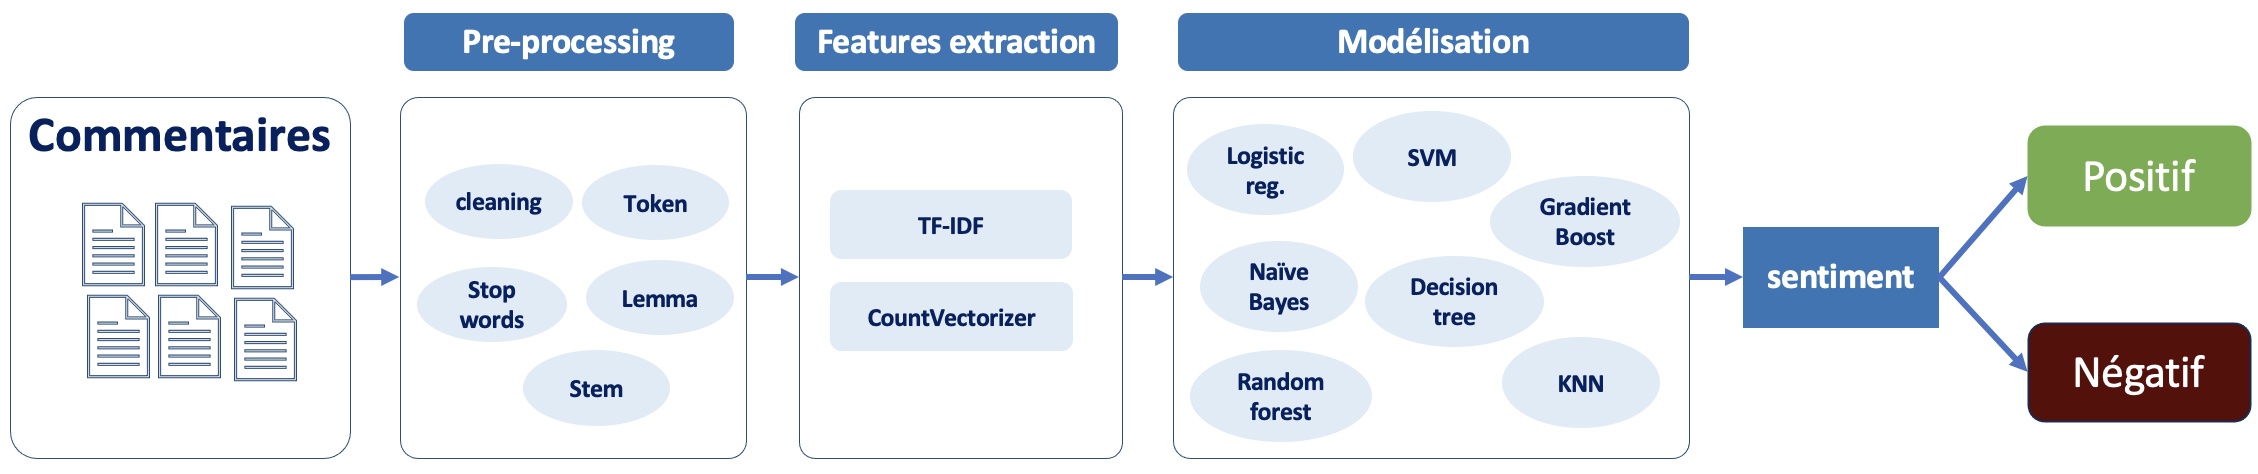 Pre-processing
Features extraction
Modélisation
Commentaires
cleaning
Token
Stop
words
Lemma
Stem
TF-IDF
CountVectorizer
Logistic
reg.
SVM
Gradient
Boost
Naïve
Bayes
Decision
tree
Random
forest
KNN
sentiment
Positif
Négatif